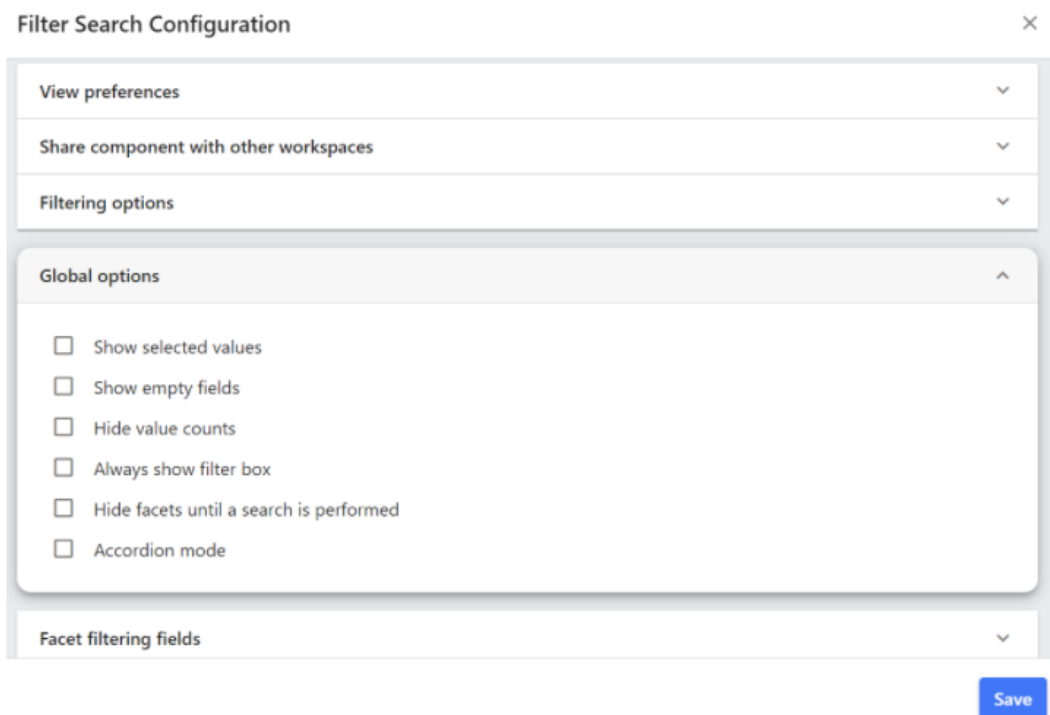 Filter Search Configuration
View preferences
Share component with other workspaces
Filtering options
Global options
Show selected values
Show empty fields
Hide value counts
Always show filter box
Hide facets until a search is performed
Accordion mode
Facet filtering fields
Save